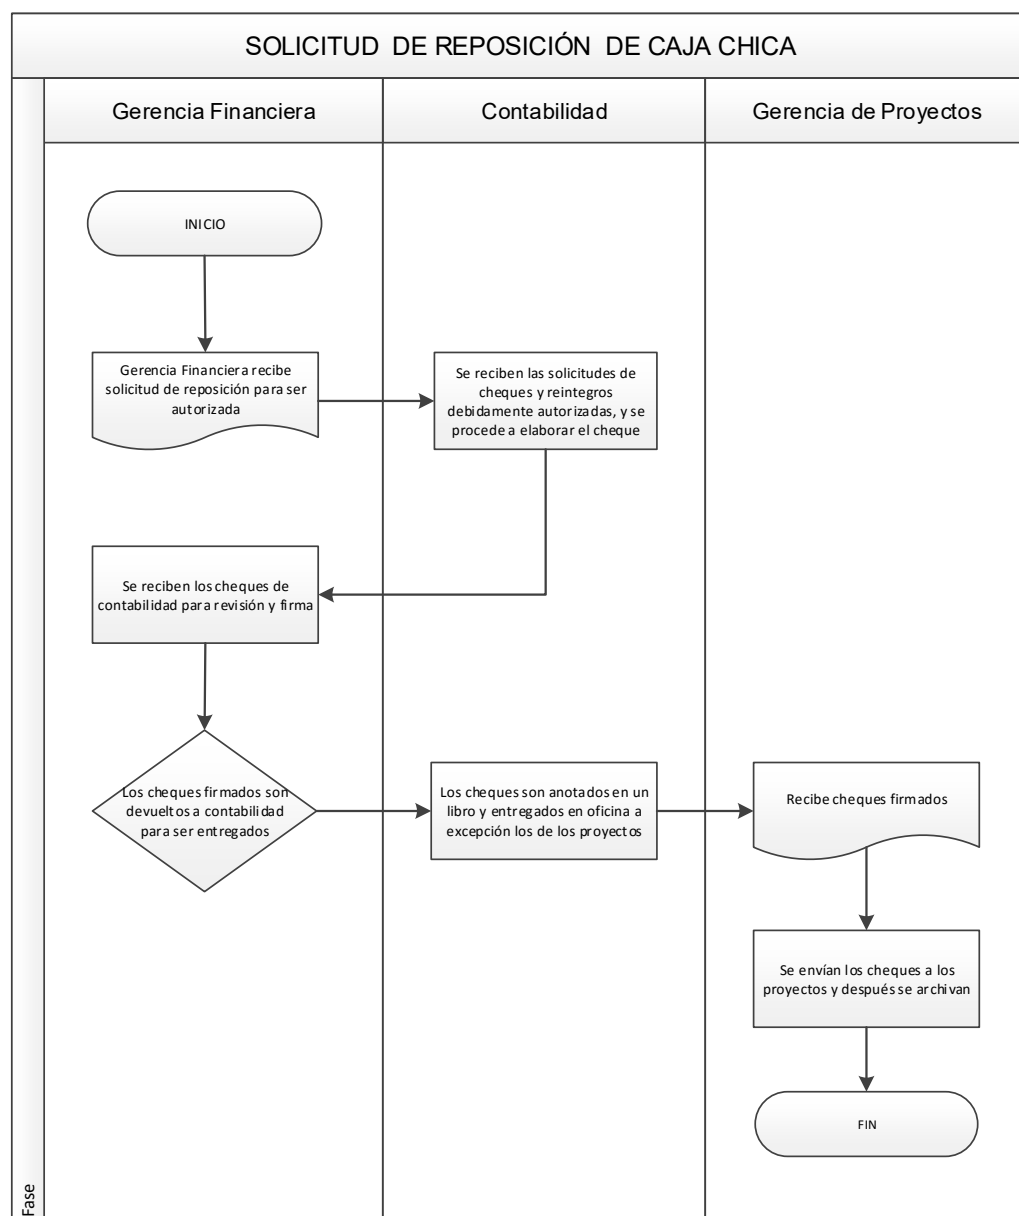 SOLICITUD DE REPOSICIÓN DE CAJA CHICA
Gerencia Financiera
Contabilidad
Gerencia de Proyectos
INICIO
Gerencia Financiera recibe
solicitud de reposición para ser
autorizada
Se reciben las solicitudes de
cheques y reintegros
debidamente autorizadas, y se
procede a elaborar el cheque
Se reciben los cheques de
contabilidad para revisión y firma
Los cheques firmados son
devueltos a contabilidad
para ser entregados
Los cheques son anotados en un
libro y entregados en oficina a
excepción los de los proyectos
Recibe cheques firmados
Se envían los cheques a los
proyectos y después se archivan
FIN
Fase